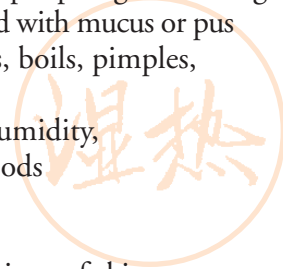 d with mucus or pus
, boils, pimples,
umidity,
ods
湿热